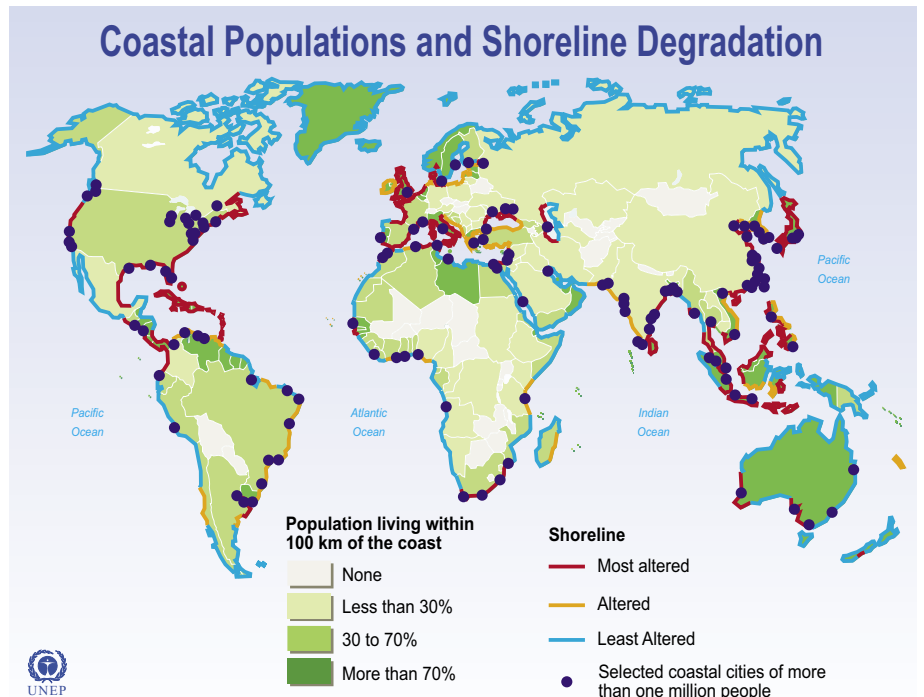 Coastal Populations and Shoreline Degradation
Pacific
Ocean
Pacific
Ocean
Atlantic
Ocean
Indian
Ocean
Population living within
100 km of the coast
None
Less than 30%
30 to 70%
More than 70%
Shoreline
Most altered
Altered
Least Altered
Selected coastal cities of more
than one million people
UNEP